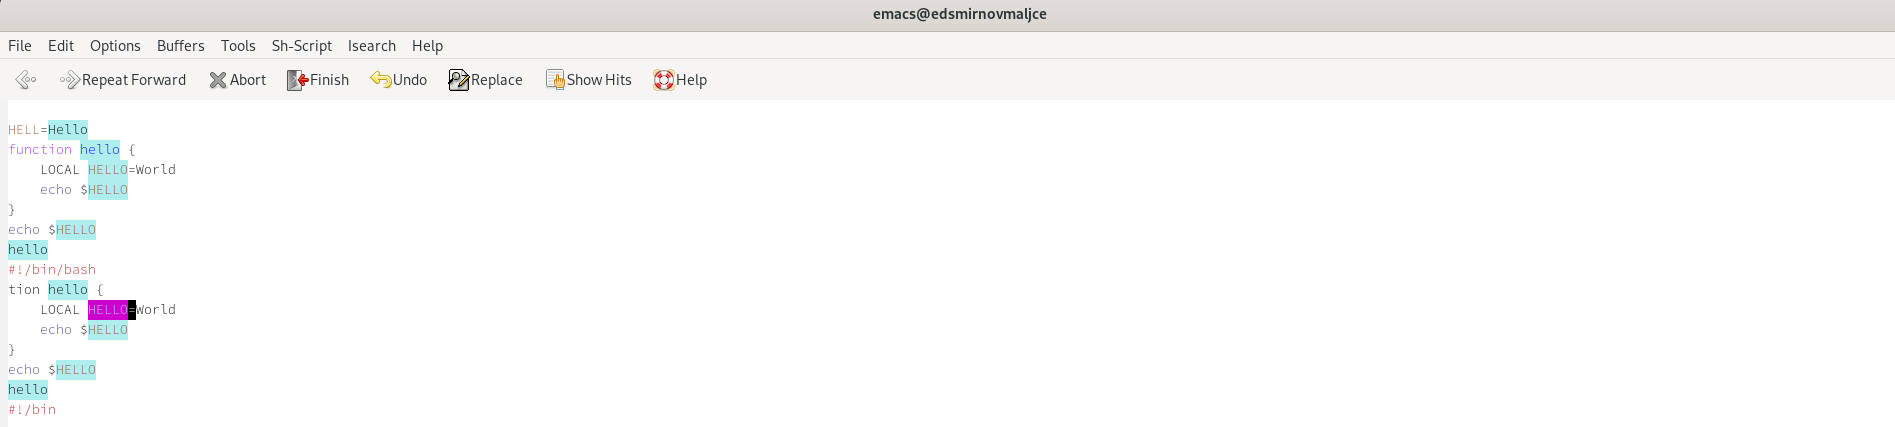 emacs@edsmirnovmaljce
File Edit Options Buffers Tools Sh-Script Isearch Help
Repeat Forward Abort Finish Undo Replace Show Hits Help
HELL=Hello
function hello {
    LOCAL HELLO=World
    echo $HELLO
}
echo $HELLO
hello
#!/bin/bash
tion hello {
    LOCAL HELLO=World
    echo $HELLO
}
echo $HELLO
hello
#!/bin